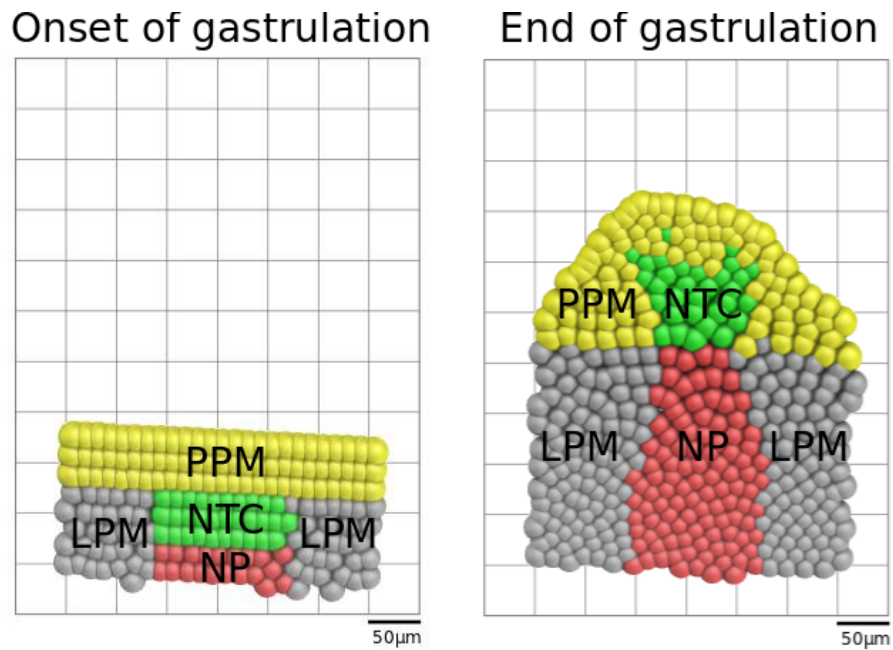 Onset of gastrulation
End of gastrulation
PPM
NTC
LPM
LPM
NP
50μm
PPM
NTC
LPM
NP
LPM
50μm